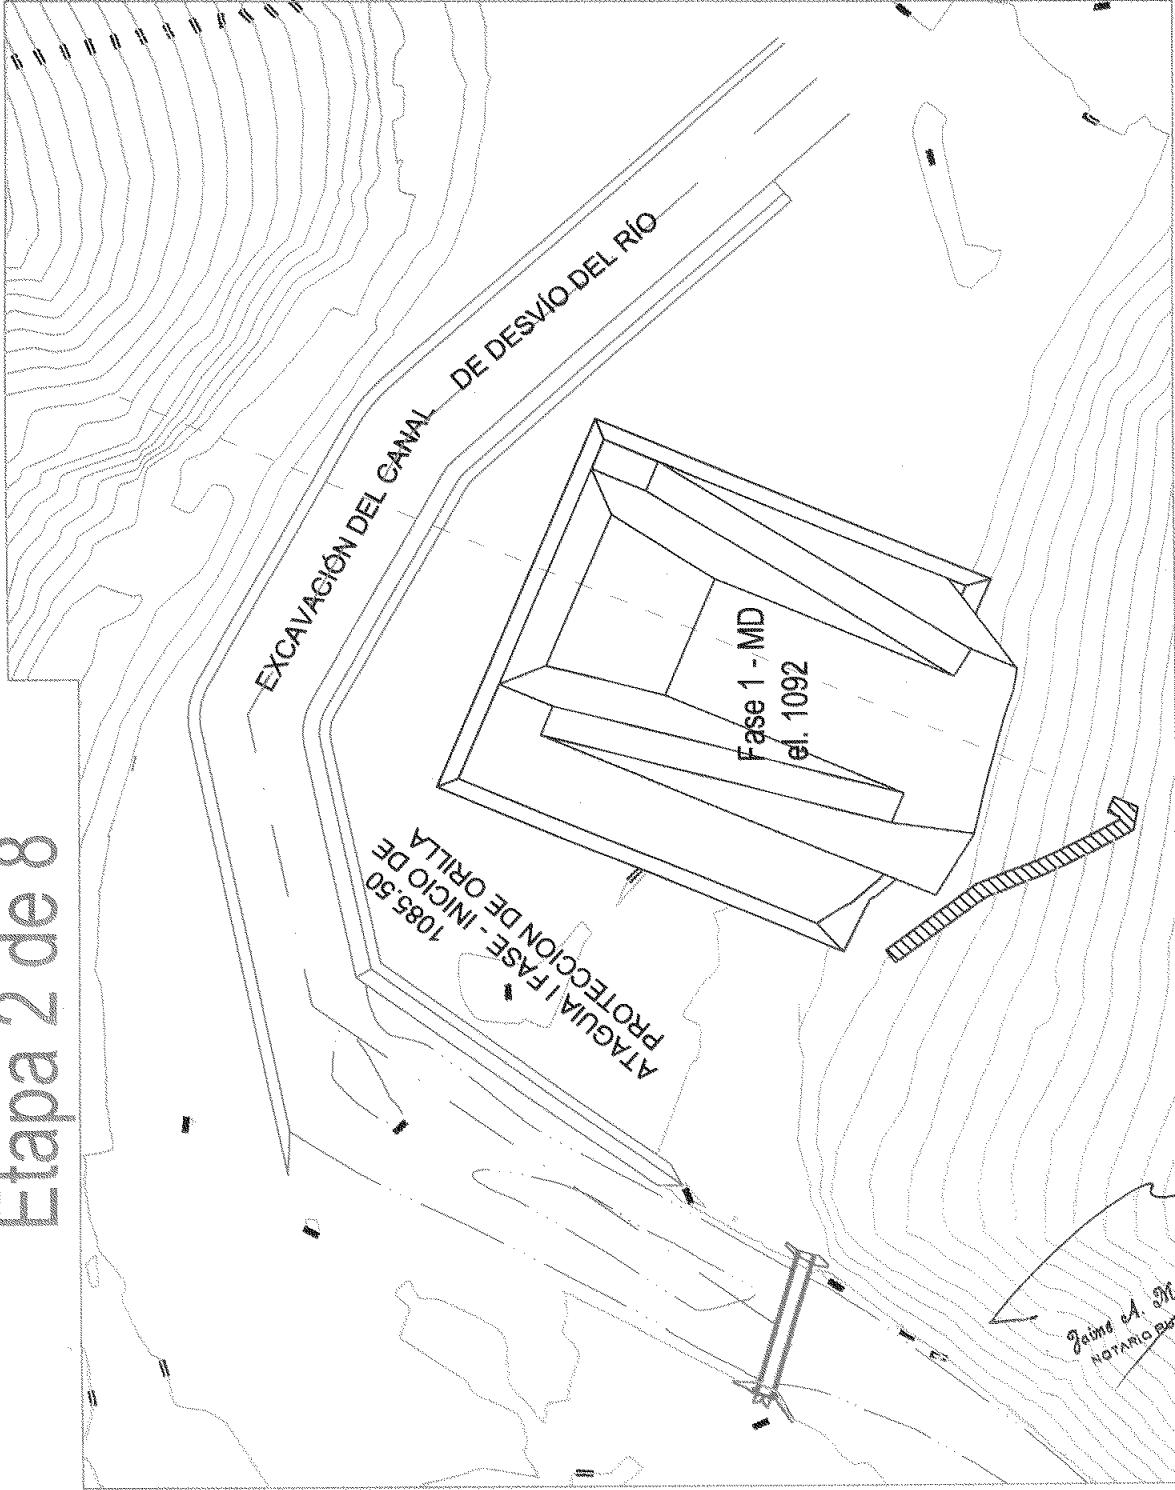 Etapa 2 de 8
EXCAVACIÓN DEL CANAL DE DESVÍO DEL RÍO
1085.50
ATAGUIA I FASE - INICIO DE
PROTECCION DE ORILLA
Fase 1 - MD
el. 1092
Jaime A. M
NOTARIO